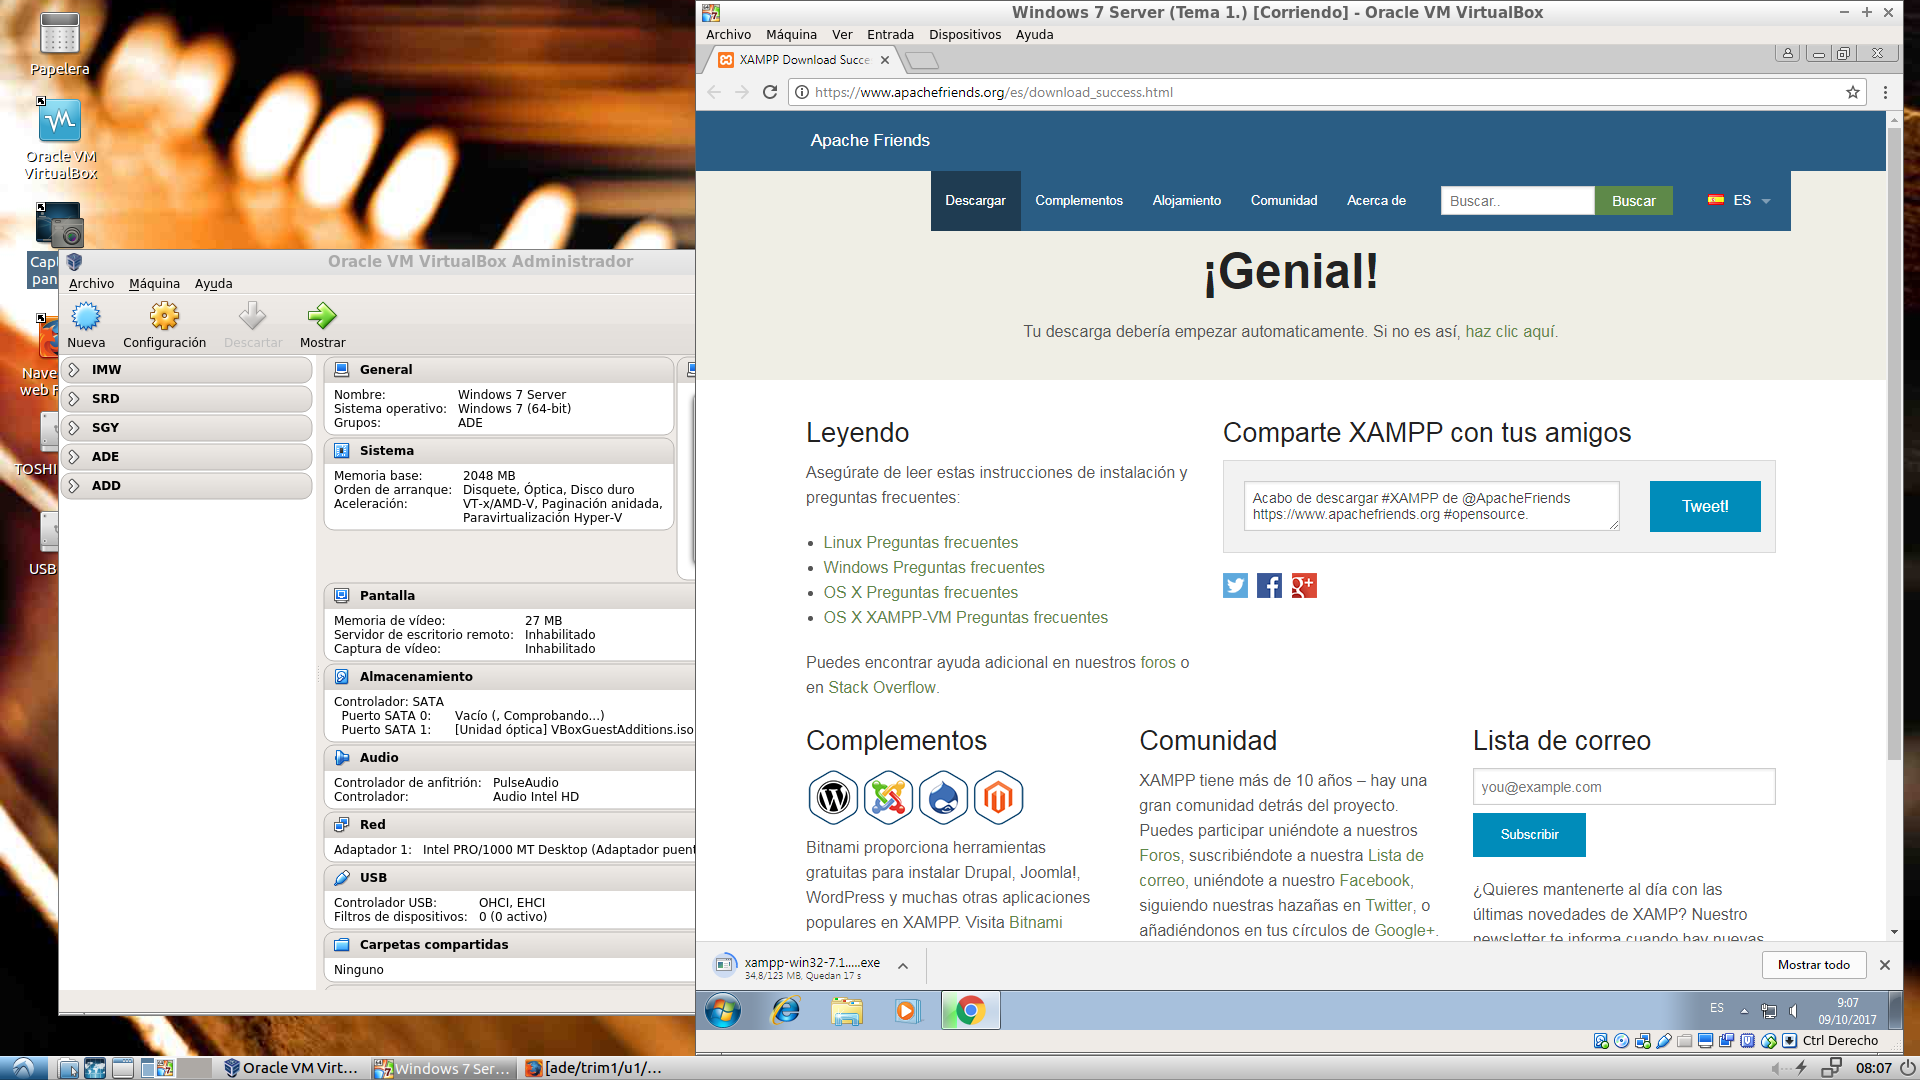 Papelera
Oracle VM
VirtualBox
Capt
pan
Nave
web F
TOSHI
USB
Oracle VM VirtualBox Administrador
Archivo Máquina Ayuda
Nueva Configuración Descartar Mostrar
IMW
SRD
SGY
ADE
ADD
General
Nombre: Windows 7 Server
Sistema operativo: Windows 7 (64-bit)
Grupos: ADE
Sistema
Memoria base: 2048 MB
Orden de arranque: Disquete, Óptica, Disco duro
Aceleración: VT-x/AMD-V, Paginación anidada,
Paravirtualización Hyper-V
Pantalla
Memoria de vídeo: 27 MB
Servidor de escritorio remoto: Inhabilitado
Captura de vídeo: Inhabilitado
Almacenamiento
Controlador: SATA
Puerto SATA 0: Vacío (, Comprobando...)
Puerto SATA 1: [Unidad óptica] VBoxGuestAdditions.iso
Audio
Controlador de anfitrión: PulseAudio
Controlador: Audio Intel HD
Red
Adaptador 1: Intel PRO/1000 MT Desktop (Adaptador puent
USB
Controlador USB: OHCI, EHCI
Filtros de dispositivos: 0 (0 activo)
Carpetas compartidas
Ninguno
Windows 7 Server (Tema 1.) [Corriendo] - Oracle VM VirtualBox
Archivo Máquina Ver Entrada Dispositivos Ayuda
XAMPP Download Succe
https://www.apachefriends.org/es/download_success.html
Apache Friends
Descargar Complementos Alojamiento Comunidad Acerca de Buscar.. Buscar ES
¡Genial!
Tu descarga debería empezar automaticamente. Si no es así, haz clic aquí.
Leyendo
Asegúrate de leer estas instrucciones de instalación y
preguntas frecuentes:
Linux Preguntas frecuentes
Windows Preguntas frecuentes
OS X Preguntas frecuentes
OS X XAMPP-VM Preguntas frecuentes
Puedes encontrar ayuda adicional en nuestros foros o
en Stack Overflow.
Comparte XAMPP con tus amigos
Acabo de descargar #XAMPP de @ApacheFriends
https://www.apachefriends.org #opensource.
Tweet!
Complementos
Bitnami proporciona herramientas
gratuitas para instalar Drupal, Joomla!,
WordPress y muchas otras aplicaciones
populares en XAMPP. Visita Bitnami
Comunidad
XAMPP tiene más de 10 años – hay una
gran comunidad detrás del proyecto.
Puedes participar uniéndote a nuestros
Foros, suscribiéndote a nuestra Lista de
correo, uniéndote a nuestro Facebook,
siguiendo nuestras hazañas en Twitter, o
añadiéndonos en tus círculos de Google+.
Lista de correo
you@example.com
Subscribir
¿Quieres mantenerte al día con las
últimas novedades de XAMP? Nuestro
newsletter te informa cuando hay nuevas
xampp-win32-7.1.....exe
34,8/123 MB, Quedan 17 s
Mostrar todo
ES
9:07
09/10/2017
Ctrl Derecho
Oracle VM Virt...
Windows 7 Ser...
[ade/trim1/u1/...
08:07